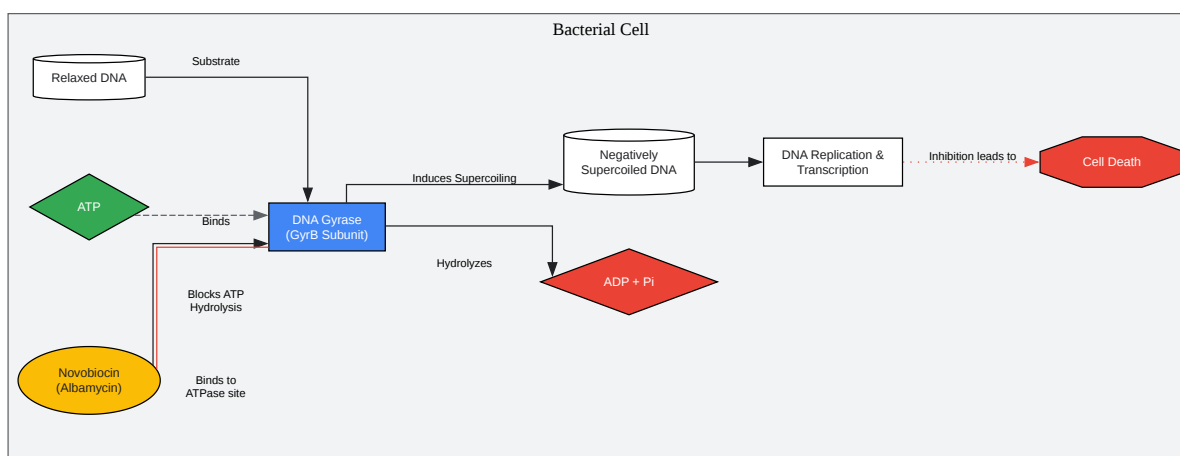 Bacterial Cell
Relaxed DNA
Substrate
Negatively
Supercoiled DNA
DNA Replication &
Transcription
Inhibition leads to
Cell Death
Induces Supercoiling
ATP
Binds
DNA Gyrase
(GyrB Subunit)
Hydrolyzes
ADP + Pi
Blocks ATP
Hydrolysis
Novobiocin
(Albamycin)
Binds to
ATPase site